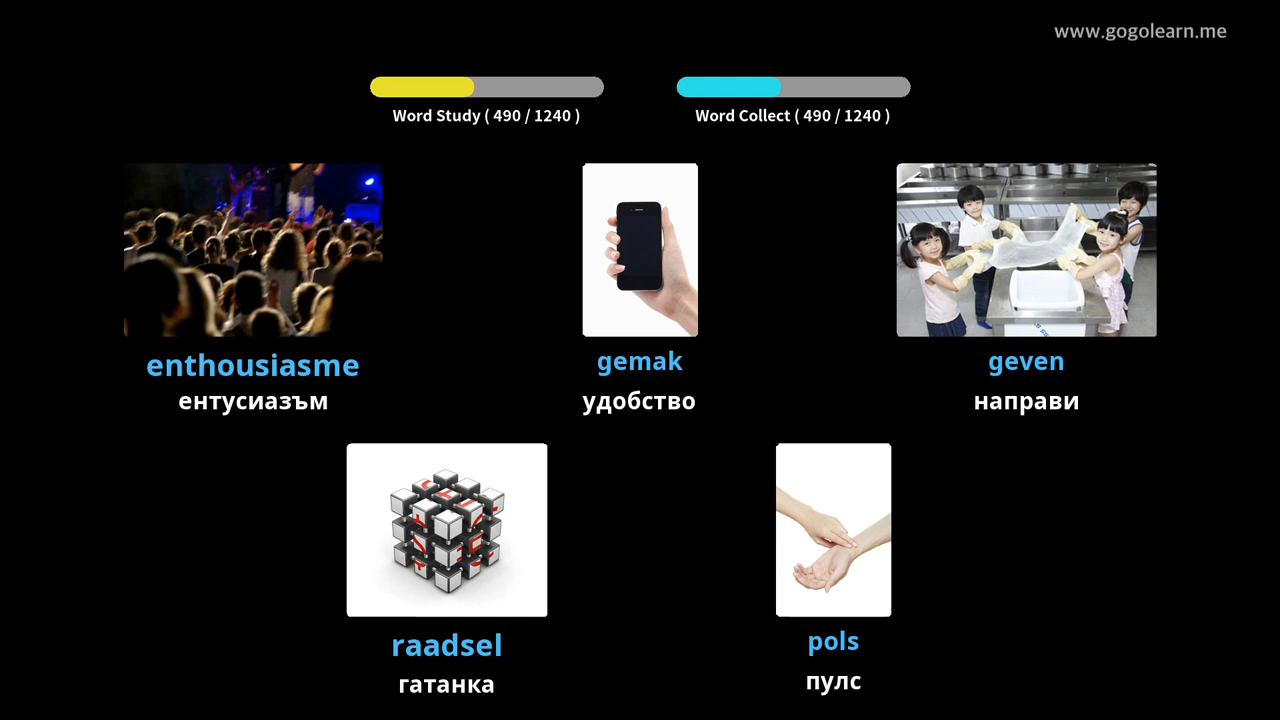 www.gogolearn.me
Word Study ( 490 / 1240 )
Word Collect ( 490 / 1240 )
enthousiasme
ентусиазъм
gemak
удобство
geven
направи
raadsel
гатанка
pols
пулс